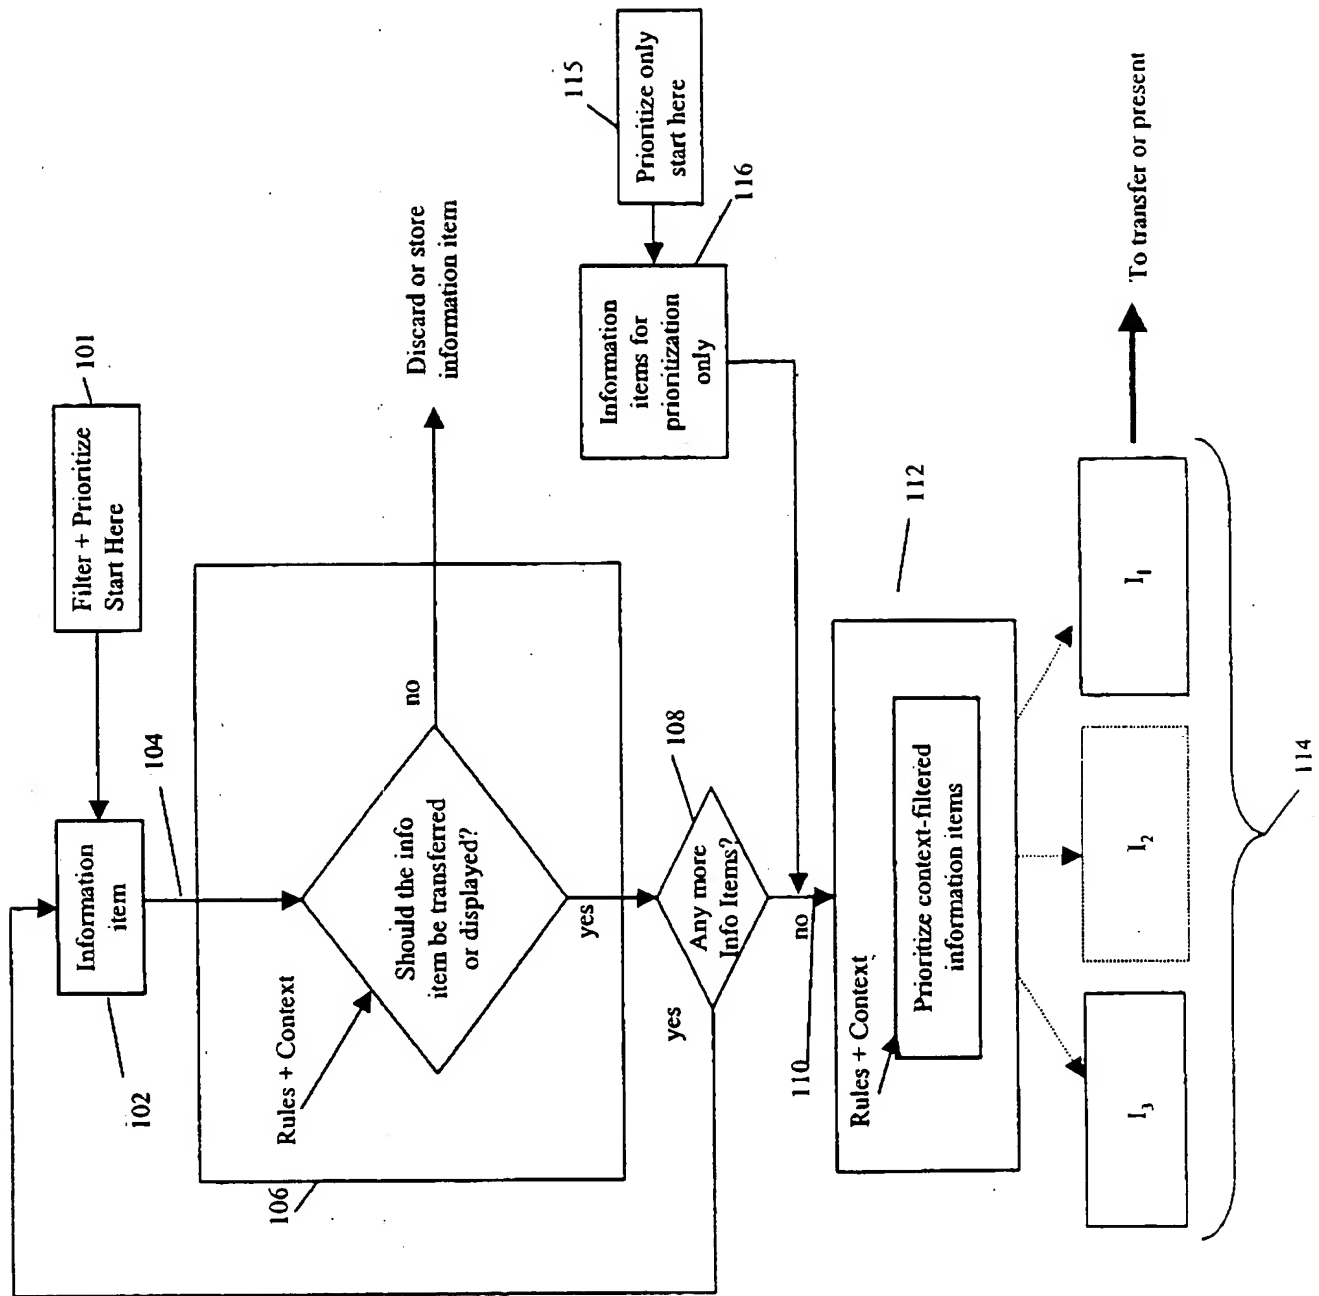 Filter + Prioritize
Start Here
101
Information
item
102
104
Rules + Context
Should the info
item be transferred
or displayed?
no
yes
106
Discard or store
information item
Any more
Info Items?
108
yes
no
110
115
Prioritize only
start here
116
Information
items for
prioritization
only
112
Rules + Context
Prioritize context-filtered
information items
I3
I2
I1
To transfer or present
114